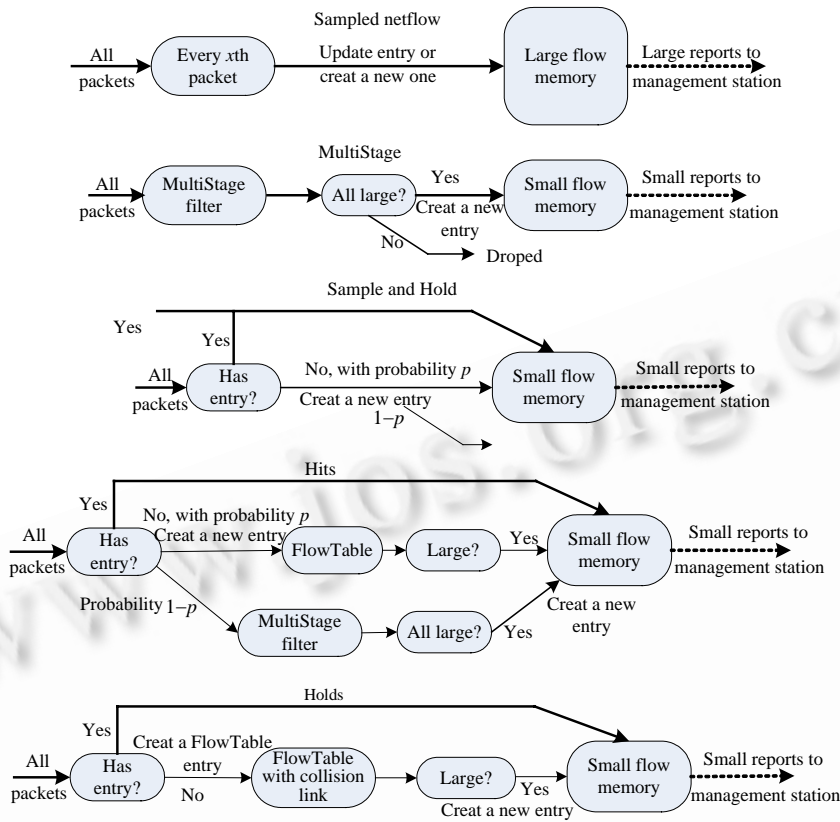 Sampled netflow
All
packets
Every xth
packet
Update entry or
creat a new one
Large flow
memory
Large reports to
management station
MultiStage
All
packets
MultiStage
filter
All large?
Yes
Creat a new
entry
No
Droped
Small flow
memory
Small reports to
management station
Sample and Hold
Yes
Yes
All
packets
Has
entry?
No, with probability p
Creat a new entry
1−p
Small flow
memory
Small reports to
management station
Hits
Yes
All
packets
Has
entry?
No, with probability p
Creat a new entry
FlowTable
Large?
Yes
Small flow
memory
Small reports to
management station
Probability 1−p
MultiStage
filter
All large?
Yes
Creat a new
entry
Holds
Yes
All
packets
Has
entry?
Creat a FlowTable
entry
No
FlowTable
with collision
link
Large?
Yes
Creat a new entry
Small flow
memory
Small reports to
management station
www.jos.org.c